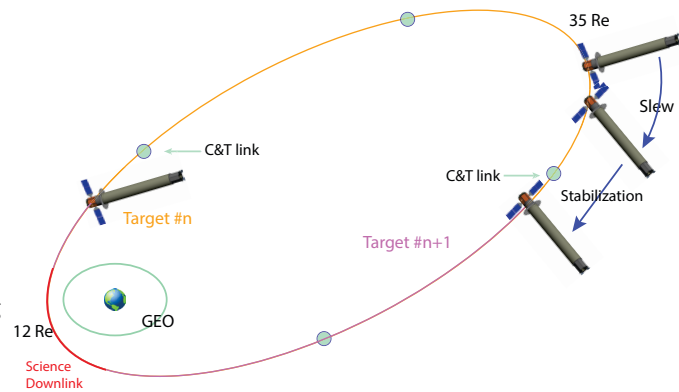 35 Re
Slew
C&T link
C&T link
Stabilization
Target #n
Target #n+1
GEO
12 Re
Science
Downlink